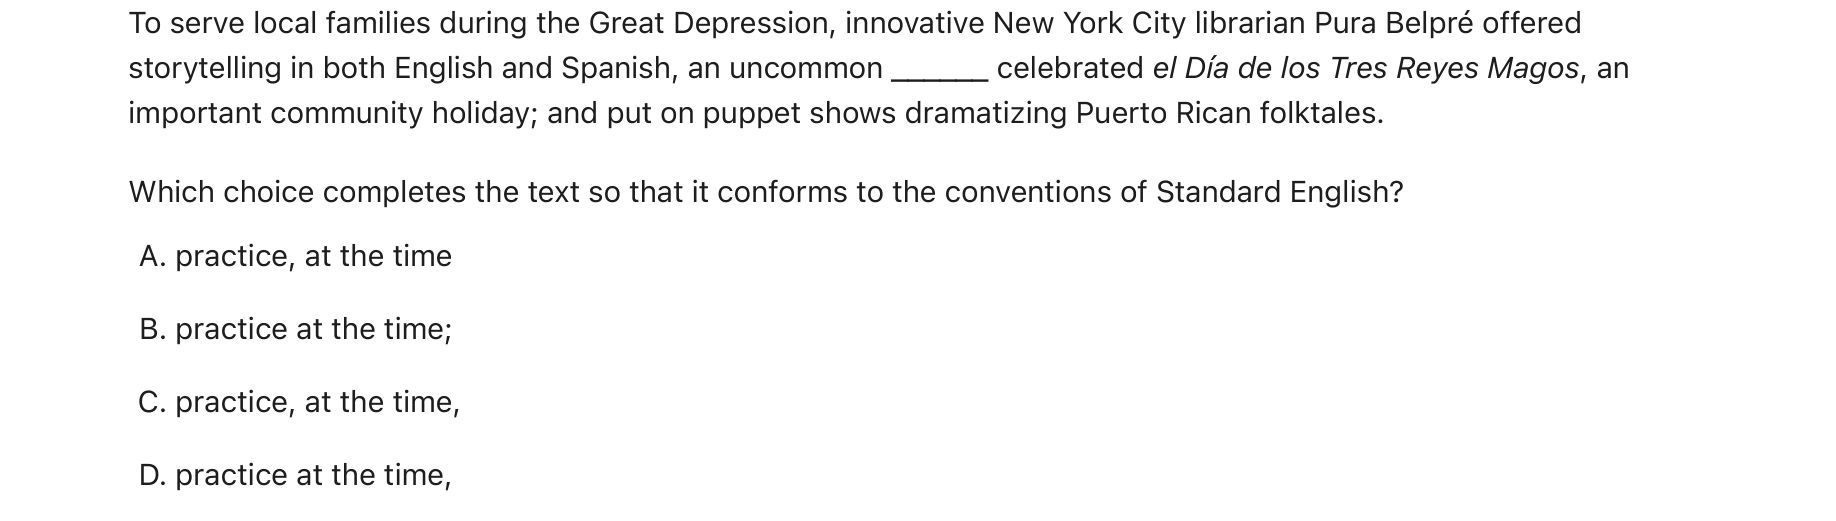 To serve local families during the Great Depression, innovative New York City librarian Pura Belpré offered
storytelling in both English and Spanish, an uncommon ______ celebrated el Día de los Tres Reyes Magos, an
important community holiday; and put on puppet shows dramatizing Puerto Rican folktales.
Which choice completes the text so that it conforms to the conventions of Standard English?
A. practice, at the time
B. practice at the time;
C. practice, at the time,
D. practice at the time,